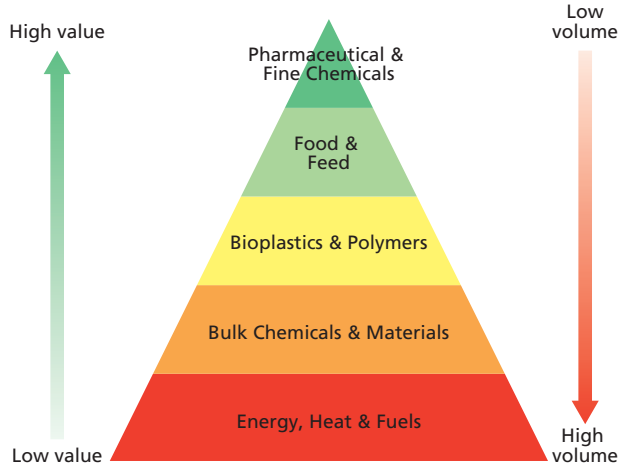 High value
Low
volume
Pharmaceutical &
Fine Chemicals
Food &
Feed
Bioplastics & Polymers
Bulk Chemicals & Materials
Energy, Heat & Fuels
Low value
High
volume